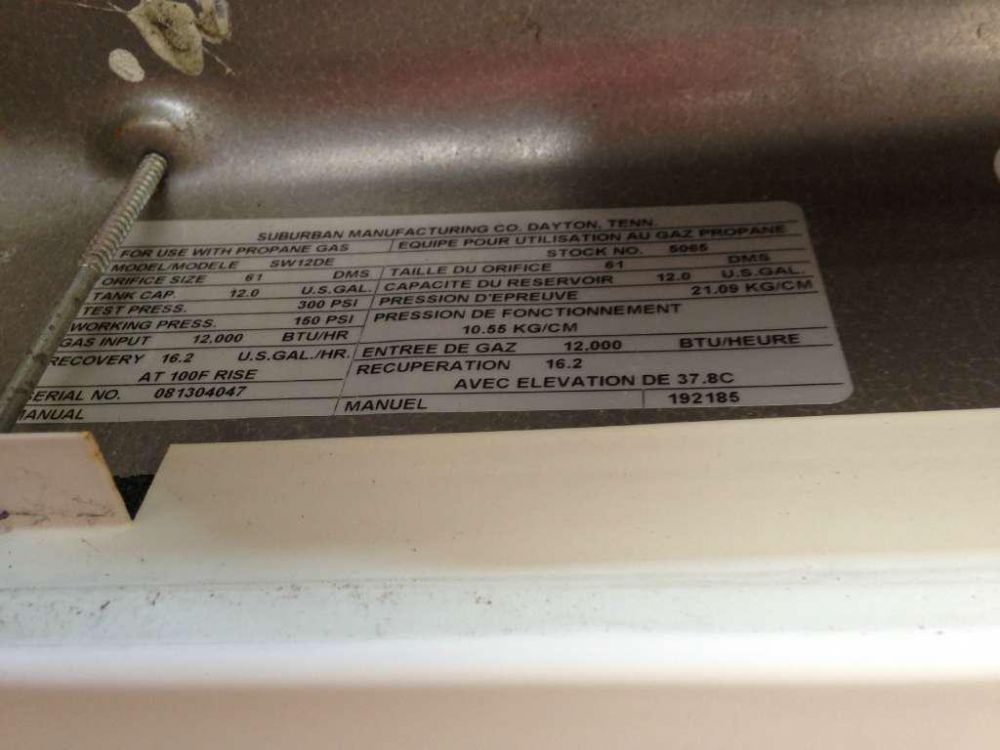 SUBURBAN MANUFACTURING CO. DAYTON, TENN.
FOR USE WITH PROPANE GAS EQUIPE POUR UTILISATION AU GAZ PROPANE
MODEL/MODELE SW12DE STOCK NO. 5065
ORIFICE SIZE 61 DMS TAILLE DU ORIFICE 61 DMS
TANK CAP. 12.0 U.S.GAL. CAPACITE DU RESERVOIR 12.0 U.S.GAL.
TEST PRESS. 300 PSI PRESSION D'EPREUVE 21.09 KG/CM
WORKING PRESS. 150 PSI PRESSION DE FONCTIONNEMENT
10.55 KG/CM
GAS INPUT 12,000 BTU/HR ENTREE DE GAZ 12,000 BTU/HEURE
RECOVERY 16.2 U.S.GAL./HR. RECUPERATION 16.2
AT 100F RISE AVEC ELEVATION DE 37.8C
SERIAL NO. 081304047
MANUAL MANUEL 192185